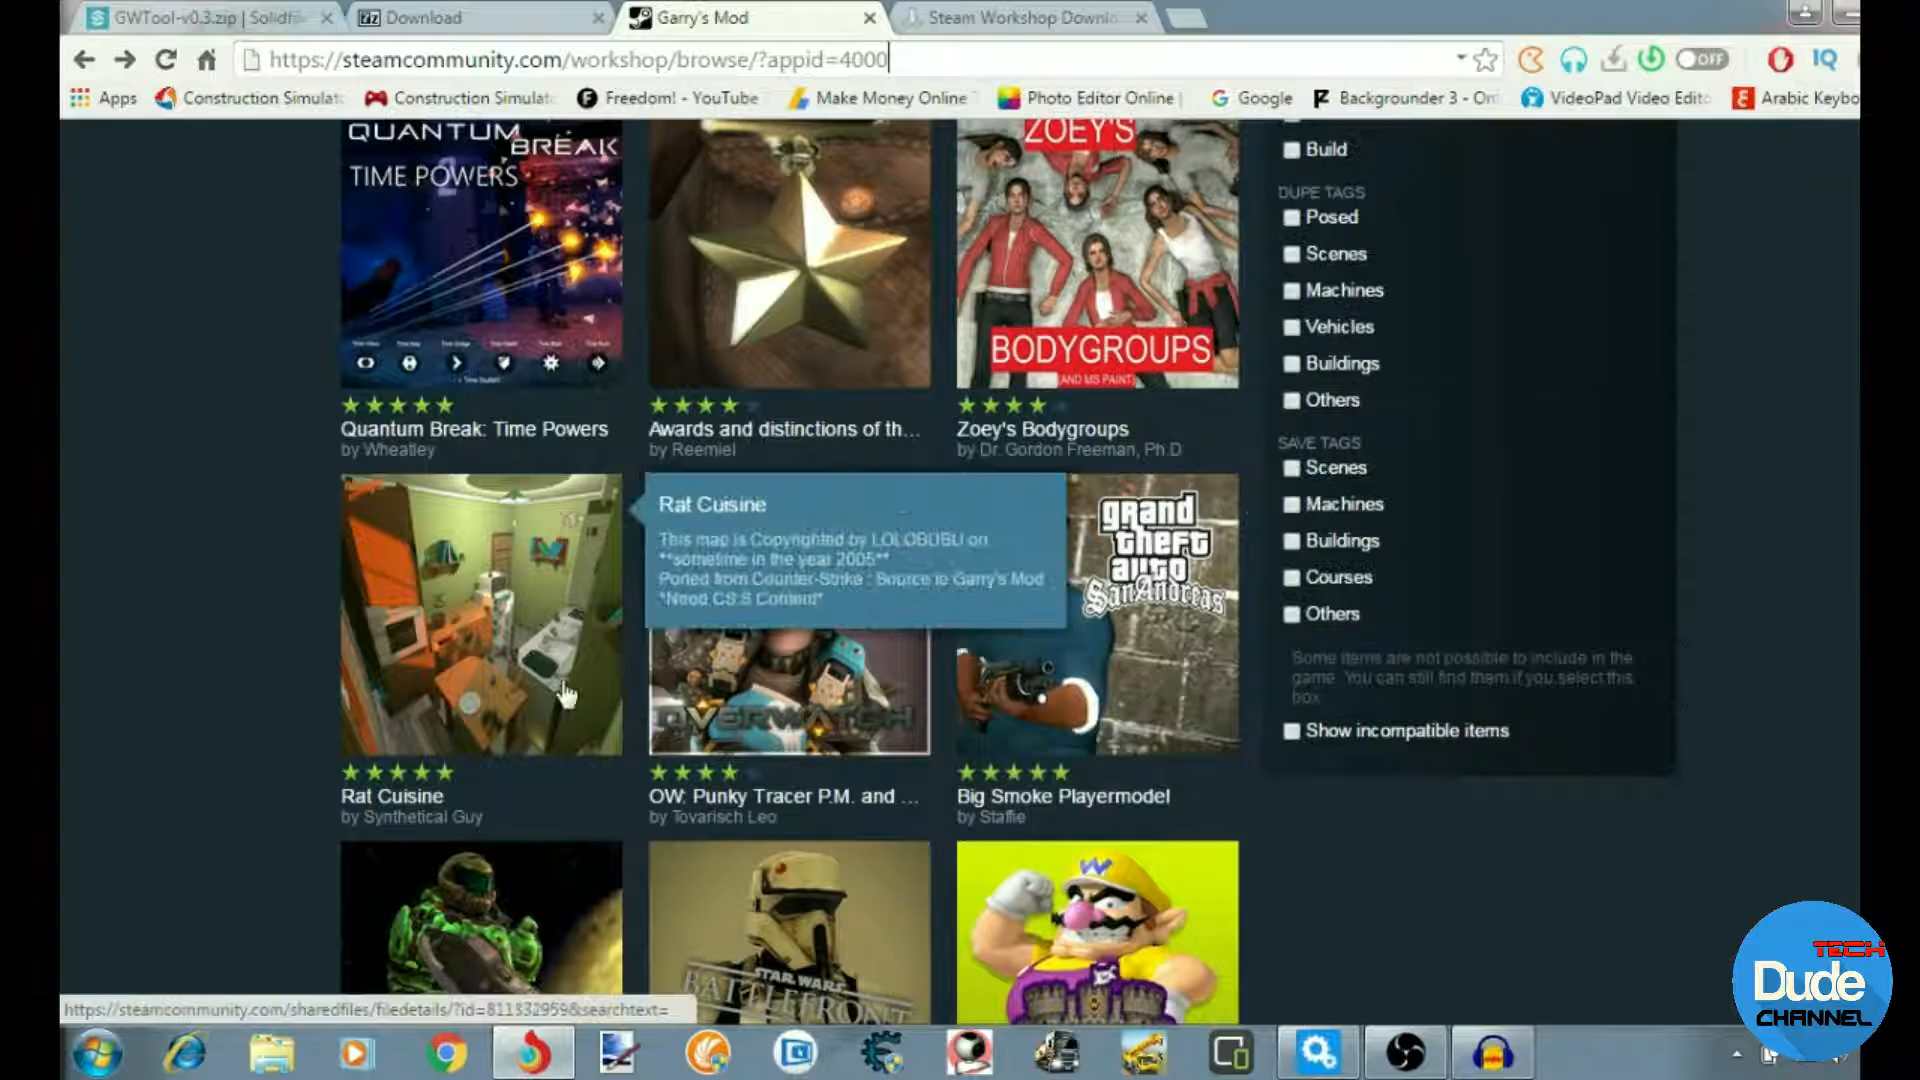 GWTool-v0.3.zip | Solidfil
Download
Garry's Mod
Steam Workshop Downlo
https://steamcommunity.com/workshop/browse/?appid=4000
OFF
IQ
Apps
Construction Simulat
Construction Simulat
Freedom! - YouTube
Make Money Online
Photo Editor Online |
Google
Backgrounder 3 - Onl
VideoPad Video Edito
Arabic Keybo
QUANTUM
BREAK
TIME POWERS
ZOEY'S
BODYGROUPS
(AND MS PAINT)
Build
DUPE TAGS
Posed
Scenes
Machines
Vehicles
Buildings
Others
SAVE TAGS
Scenes
Machines
Buildings
Courses
Others
Some items are not possible to include in the
game. You can still find them if you select this
box.
Show incompatible items
Quantum Break: Time Powers
by Wheatley
Awards and distinctions of th...
by Reemiel
Zoey's Bodygroups
by Dr. Gordon Freeman, Ph.D
Rat Cuisine
This map is Copyrighted by LOLOBUBU on
**sometime in the year 2005**
Ported from Counter-Strike : Source to Garry's Mod
*Need CS:S Content*
grand
theft
auto
SanAndreas
OVERWATCH
Rat Cuisine
by Synthetical Guy
OW: Punky Tracer P.M. and ...
by Tovarisch Leo
Big Smoke Playermodel
by Staffie
STAR WARS
BATTLEFRONT
W
https://steamcommunity.com/sharedfiles/filedetails/?id=811332959&searchtext=
TECH
Dude
CHANNEL